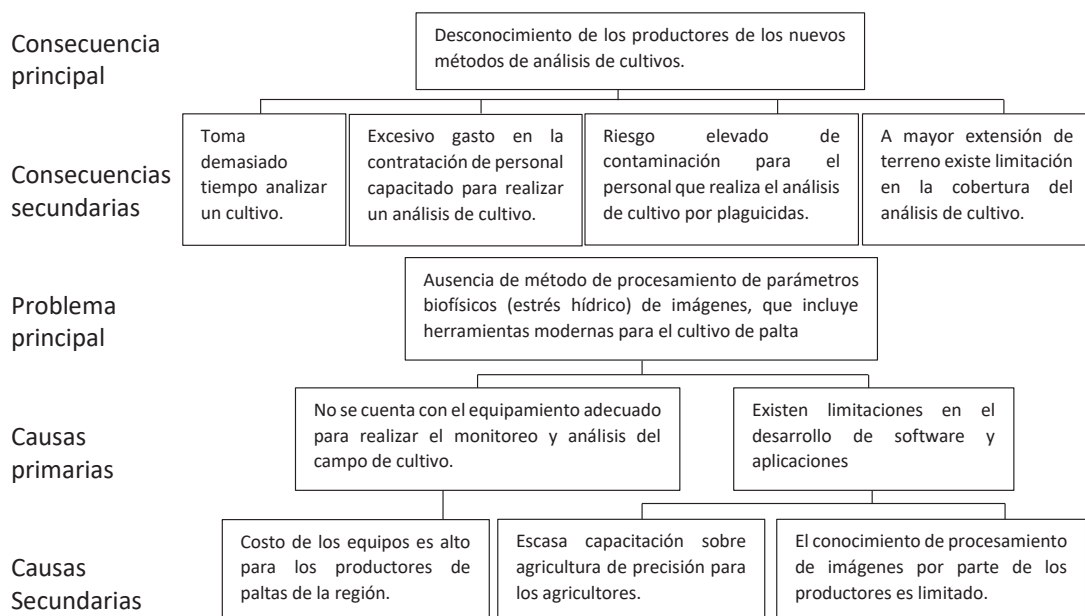 Consecuencia
principal
Desconocimiento de los productores de los nuevos
métodos de análisis de cultivos.
Consecuencias
secundarias
Toma
demasiado
tiempo analizar
un cultivo.
Excesivo gasto en la
contratación de personal
capacitado para realizar
un análisis de cultivo.
Riesgo elevado de
contaminación para el
personal que realiza el análisis
de cultivo por plaguicidas.
A mayor extensión de
terreno existe limitación
en la cobertura del
análisis de cultivo.
Problema
principal
Ausencia de método de procesamiento de parámetros
biofísicos (estrés hídrico) de imágenes, que incluye
herramientas modernas para el cultivo de palta
Causas
primarias
No se cuenta con el equipamiento adecuado
para realizar el monitoreo y análisis del
campo de cultivo.
Existen limitaciones en el
desarrollo de software y
aplicaciones
Causas
Secundarias
Costo de los equipos es alto
para los productores de
paltas de la región.
Escasa capacitación sobre
agricultura de precisión para
los agricultores.
El conocimiento de procesamiento
de imágenes por parte de los
productores es limitado.